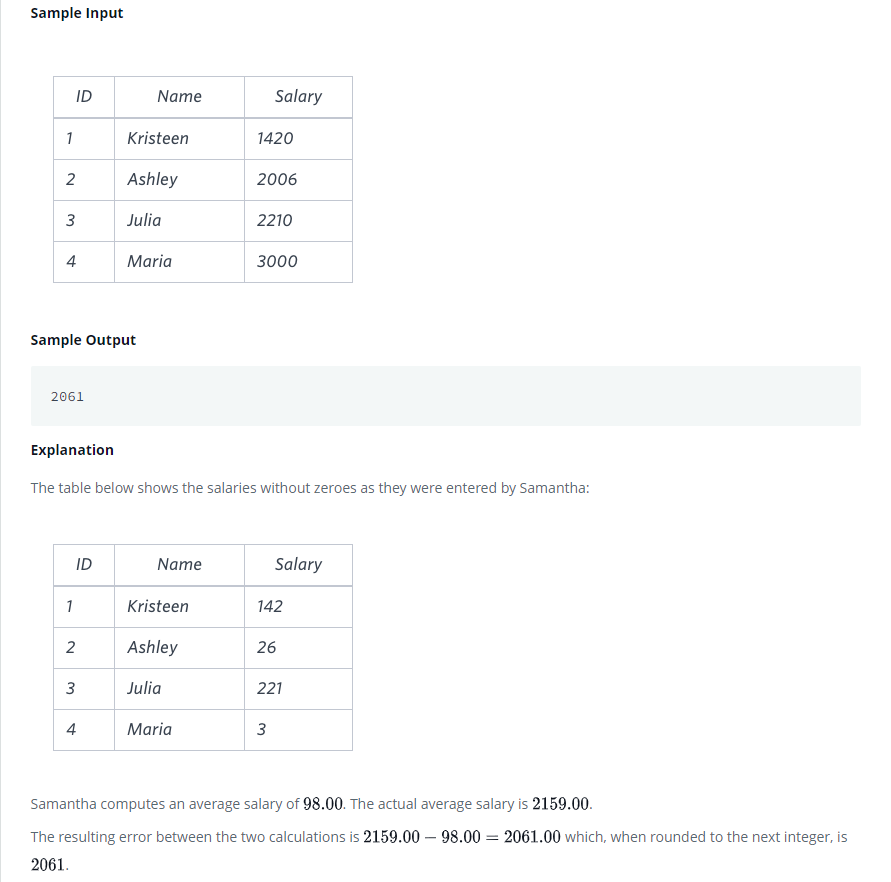 Sample Input
ID Name Salary
1 Kristeen 1420
2 Ashley 2006
3 Julia 2210
4 Maria 3000
Sample Output
2061
Explanation
The table below shows the salaries without zeroes as they were entered by Samantha:
ID Name Salary
1 Kristeen 142
2 Ashley 26
3 Julia 221
4 Maria 3
Samantha computes an average salary of 98.00. The actual average salary is 2159.00.
The resulting error between the two calculations is 2159.00 − 98.00 = 2061.00 which, when rounded to the next integer, is
2061.